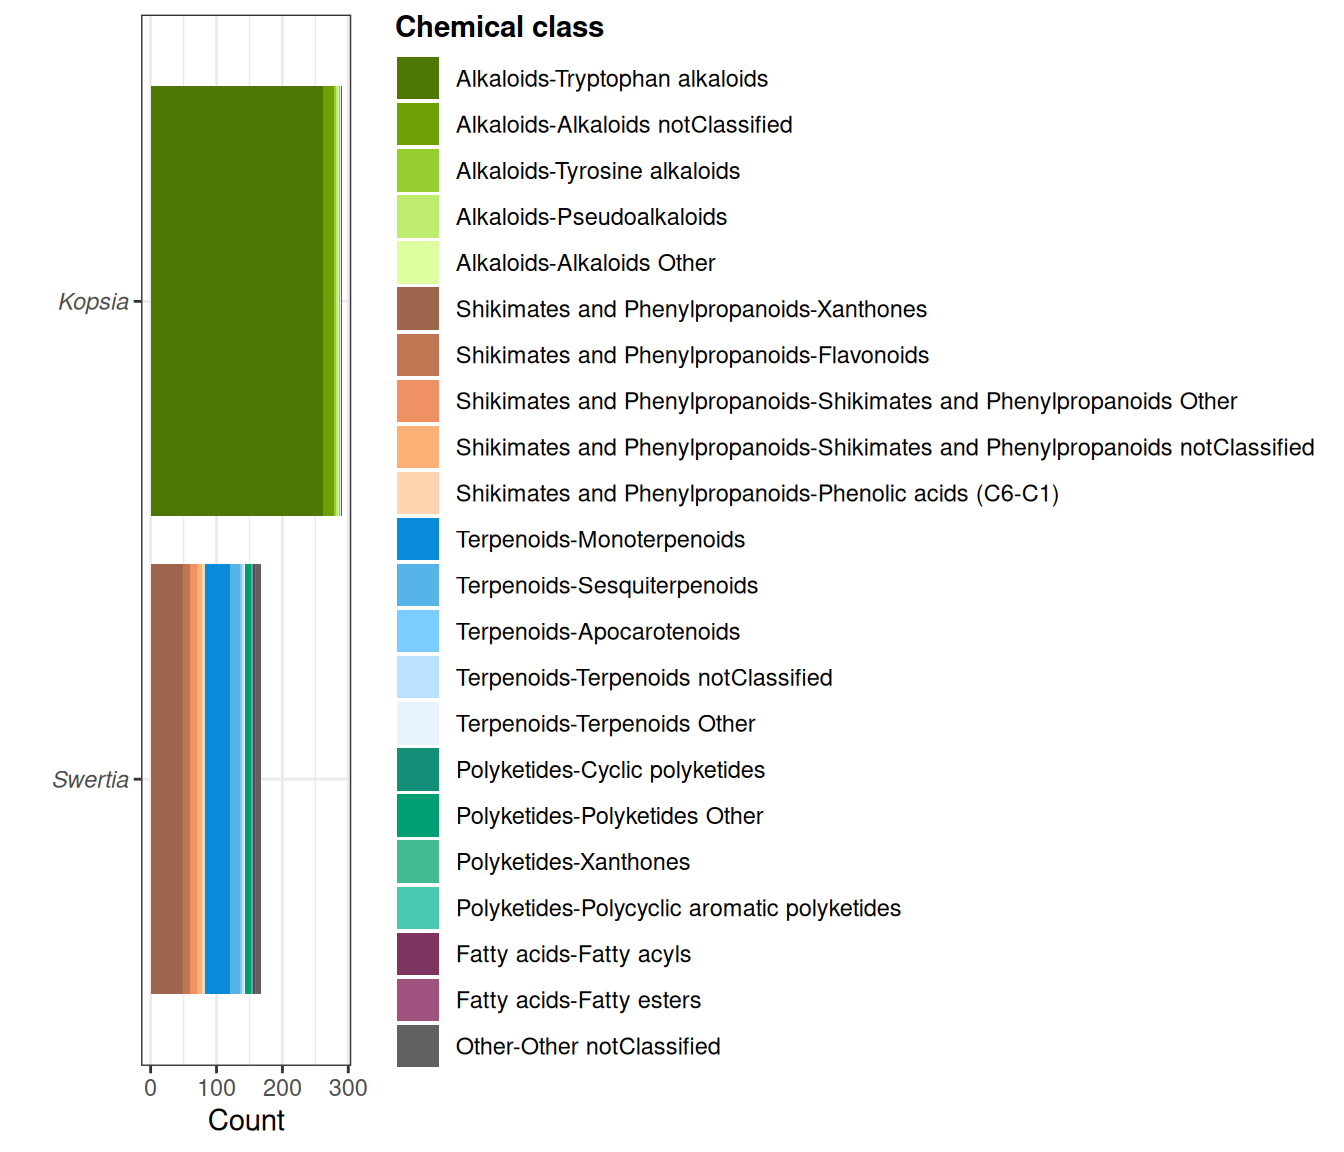 Chemical class
Alkaloids-Tryptophan alkaloids
Alkaloids-Alkaloids notClassified
Alkaloids-Tyrosine alkaloids
Alkaloids-Pseudoalkaloids
Alkaloids-Alkaloids Other
Shikimates and Phenylpropanoids-Xanthones
Shikimates and Phenylpropanoids-Flavonoids
Shikimates and Phenylpropanoids-Shikimates and Phenylpropanoids Other
Shikimates and Phenylpropanoids-Shikimates and Phenylpropanoids notClassified
Shikimates and Phenylpropanoids-Phenolic acids (C6-C1)
Terpenoids-Monoterpenoids
Terpenoids-Sesquiterpenoids
Terpenoids-Apocarotenoids
Terpenoids-Terpenoids notClassified
Terpenoids-Terpenoids Other
Polyketides-Cyclic polyketides
Polyketides-Polyketides Other
Polyketides-Xanthones
Polyketides-Polycyclic aromatic polyketides
Fatty acids-Fatty acyls
Fatty acids-Fatty esters
Other-Other notClassified
Kopsia
Swertia
0 100 200 300
Count